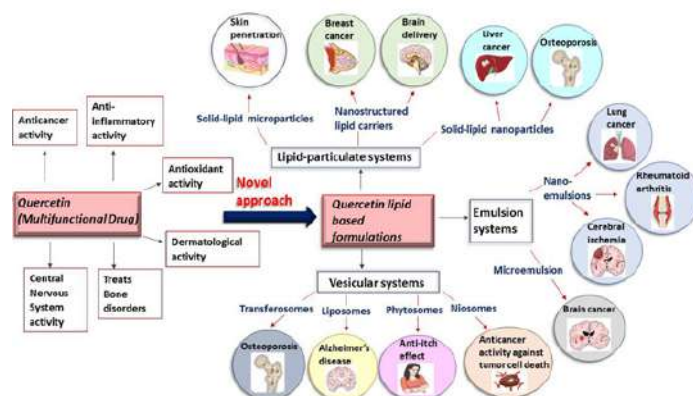 Skin
penetration
Breast
cancer
Brain
delivery
Liver
cancer
Osteoporosis
Solid-lipid microparticles
Nanostructured
lipid carriers
Solid-lipid nanoparticles
Lipid-particulate systems
Anticancer
activity
Anti-
inflammatory
activity
Antioxidant
activity
Quercetin
(Multifunctional Drug)
Dermatological
activity
Central
Nervous
System activity
Treats
Bone
disorders
Novel
approach
Quercetin lipid
based
formulations
Emulsion
systems
Nano-
emulsions
Lung
cancer
Rheumatoid
arthritis
Cerebral
ischemia
Microemulsion
Brain cancer
Vesicular systems
Transferosomes
Liposomes
Phytosomes
Niosomes
Osteoporosis
Alzheimer's
disease
Anti-itch
effect
Anticancer
activity against
tumor cell death